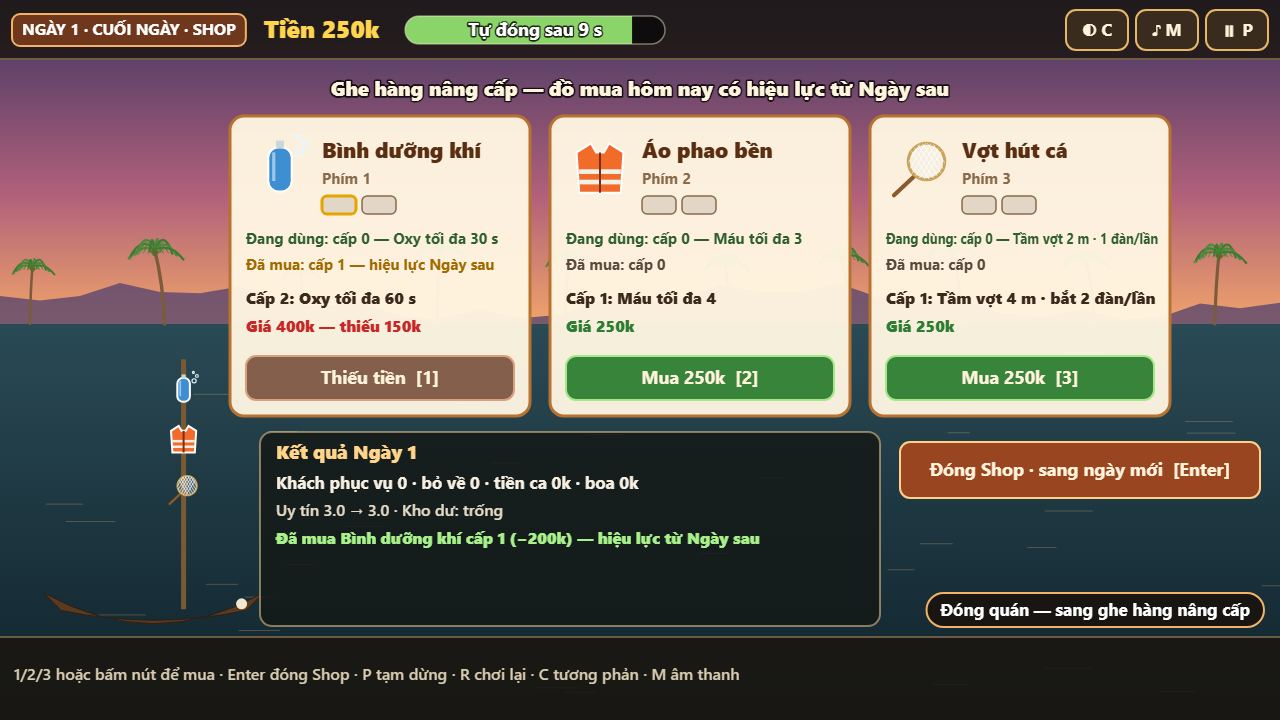 NGÀY 1 · CUỐI NGÀY · SHOP
Tiền 250k
Tự đóng sau 9 s
C
♪ M
P
Ghe hàng nâng cấp — đồ mua hôm nay có hiệu lực từ Ngày sau
Bình dưỡng khí
Phím 1
Đang dùng: cấp 0 — Oxy tối đa 30 s
Đã mua: cấp 1 — hiệu lực Ngày sau
Cấp 2: Oxy tối đa 60 s
Giá 400k — thiếu 150k
Thiếu tiền [1]
Áo phao bền
Phím 2
Đang dùng: cấp 0 — Máu tối đa 3
Đã mua: cấp 0
Cấp 1: Máu tối đa 4
Giá 250k
Mua 250k [2]
Vợt hút cá
Phím 3
Đang dùng: cấp 0 — Tầm vợt 2 m · 1 đàn/lần
Đã mua: cấp 0
Cấp 1: Tầm vợt 4 m · bắt 2 đàn/lần
Giá 250k
Mua 250k [3]
Kết quả Ngày 1
Khách phục vụ 0 · bỏ về 0 · tiền ca 0k · boa 0k
Uy tín 3.0 → 3.0 · Kho dư: trống
Đã mua Bình dưỡng khí cấp 1 (−200k) — hiệu lực từ Ngày sau
Đóng Shop · sang ngày mới [Enter]
Đóng quán — sang ghe hàng nâng cấp
1/2/3 hoặc bấm nút để mua · Enter đóng Shop · P tạm dừng · R chơi lại · C tương phản · M âm thanh